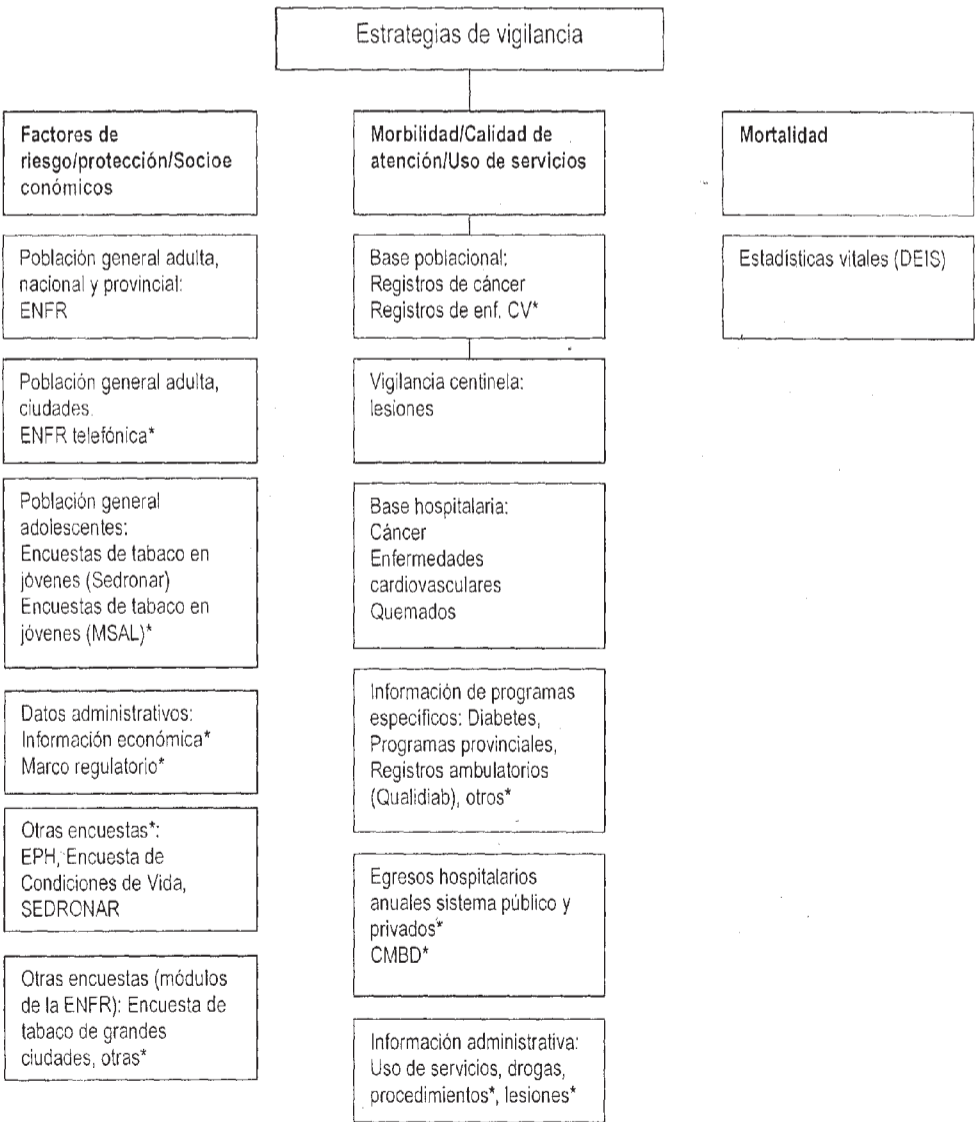 Estrategias de vigilancia
Factores de
riesgo/protección/Socioe
conómicos
Población general adulta,
nacional y provincial:
ENFR
Población general adulta,
ciudades.
ENFR telefónica*
Población general
adolescentes:
Encuestas de tabaco en
jóvenes (Sedronar)
Encuestas de tabaco en
jóvenes (MSAL)*
Datos administrativos:
Información económica*
Marco regulatorio*
Otras encuestas*:
EPH, Encuesta de
Condiciones de Vida,
SEDRONAR
Otras encuestas (módulos
de la ENFR): Encuesta de
tabaco de grandes
ciudades, otras*
Morbilidad/Calidad de
atención/Uso de servicios
Base poblacional:
Registros de cáncer
Registros de enf. CV*
Vigilancia centinela:
lesiones
Base hospitalaria:
Cáncer
Enfermedades
cardiovasculares
Quemados
Información de programas
específicos: Diabetes,
Programas provinciales,
Registros ambulatorios
(Qualidiab), otros*
Egresos hospitalarios
anuales sistema público y
privados*
CMBD*
Información administrativa:
Uso de servicios, drogas,
procedimientos*, lesiones*
Mortalidad
Estadísticas vitales (DEIS)